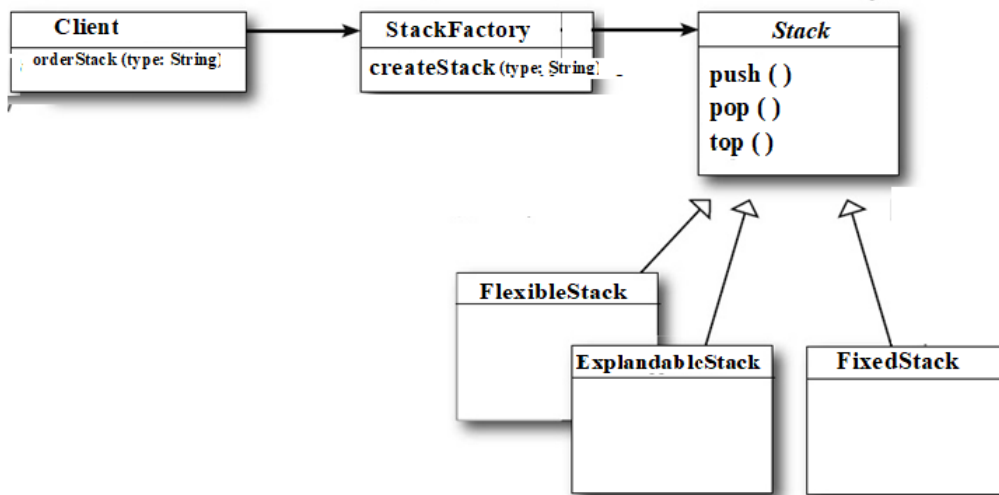 Client
orderStack (type: String)
StackFactory
createStack (type: String)
Stack
push ( )
pop ( )
top ( )
FlexibleStack
ExplandableStack
FixedStack